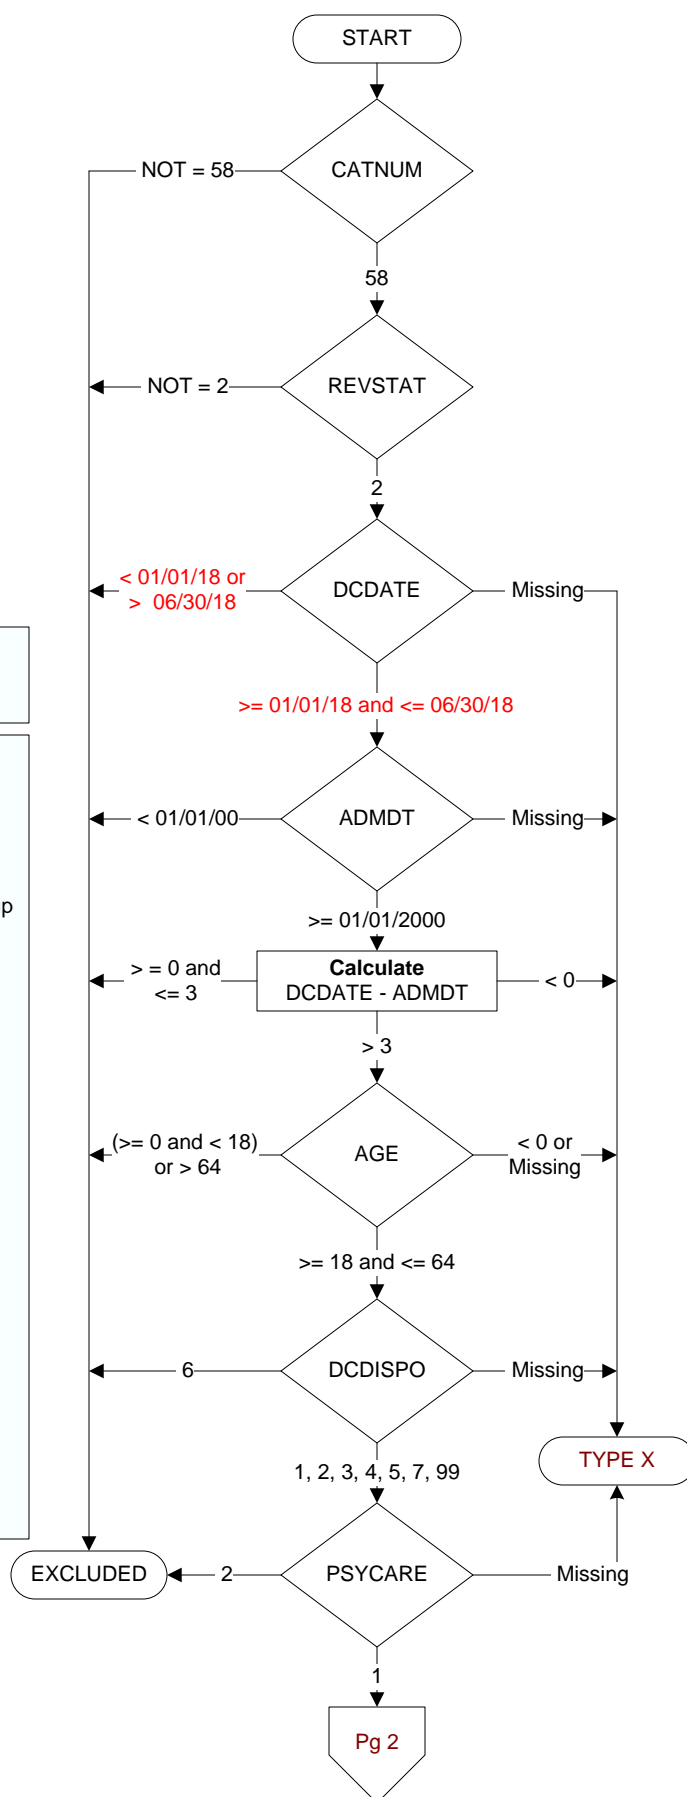 START
CATNUM
NOT = 58
58
REVSTAT
NOT = 2
2
DCDATE
< 01/01/18 or
> 06/30/18
Missing
>= 01/01/18 and <= 06/30/18
ADMDT
< 01/01/00
Missing
>= 01/01/2000
Calculate
DCDATE - ADMDT
> = 0 and
<= 3
< 0
> 3
AGE
(>= 0 and < 18)
or > 64
< 0 or
Missing
>= 18 and <= 64
DCDISPO
6
Missing
1, 2, 3, 4, 5, 7, 99
TYPE X
PSYCARE
EXCLUDED
2
Missing
1
Pg 2